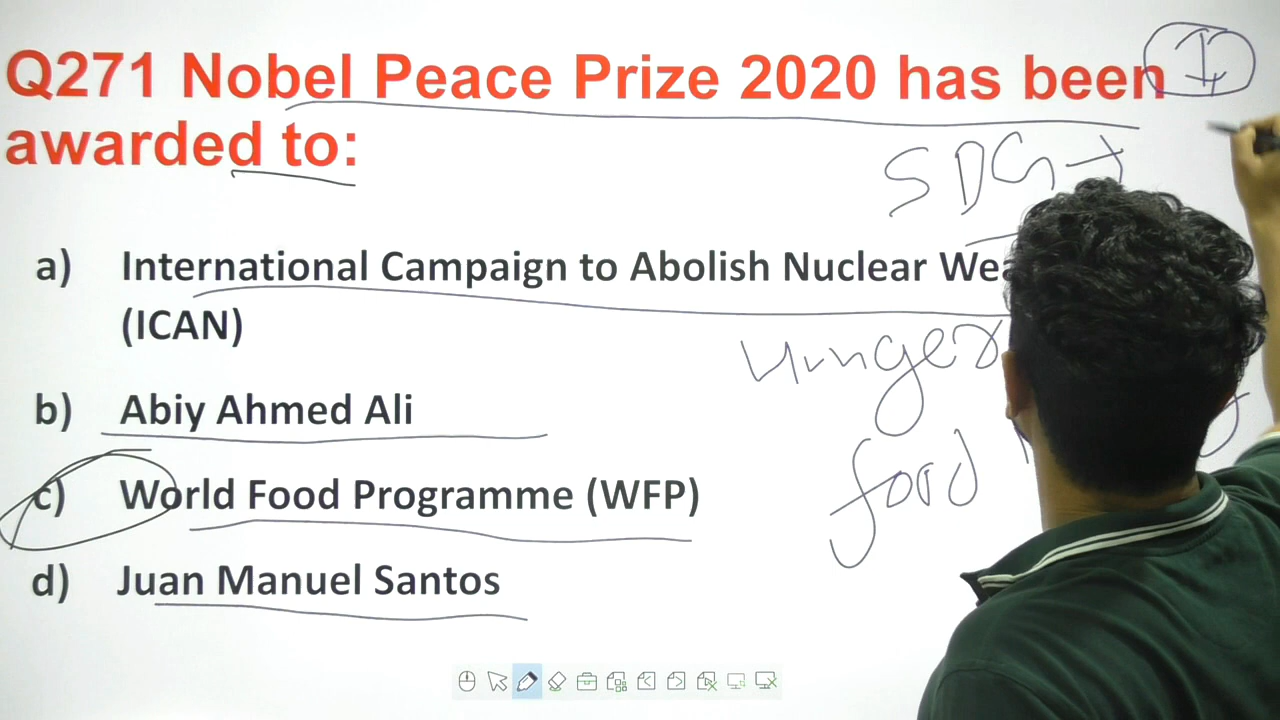 Q271 Nobel Peace Prize 2020 has been
awarded to:
SDG →
a) International Campaign to Abolish Nuclear
(ICAN)
Hunger
b) Abiy Ahmed Ali
food
c) World Food Programme (WFP)
d) Juan Manuel Santos